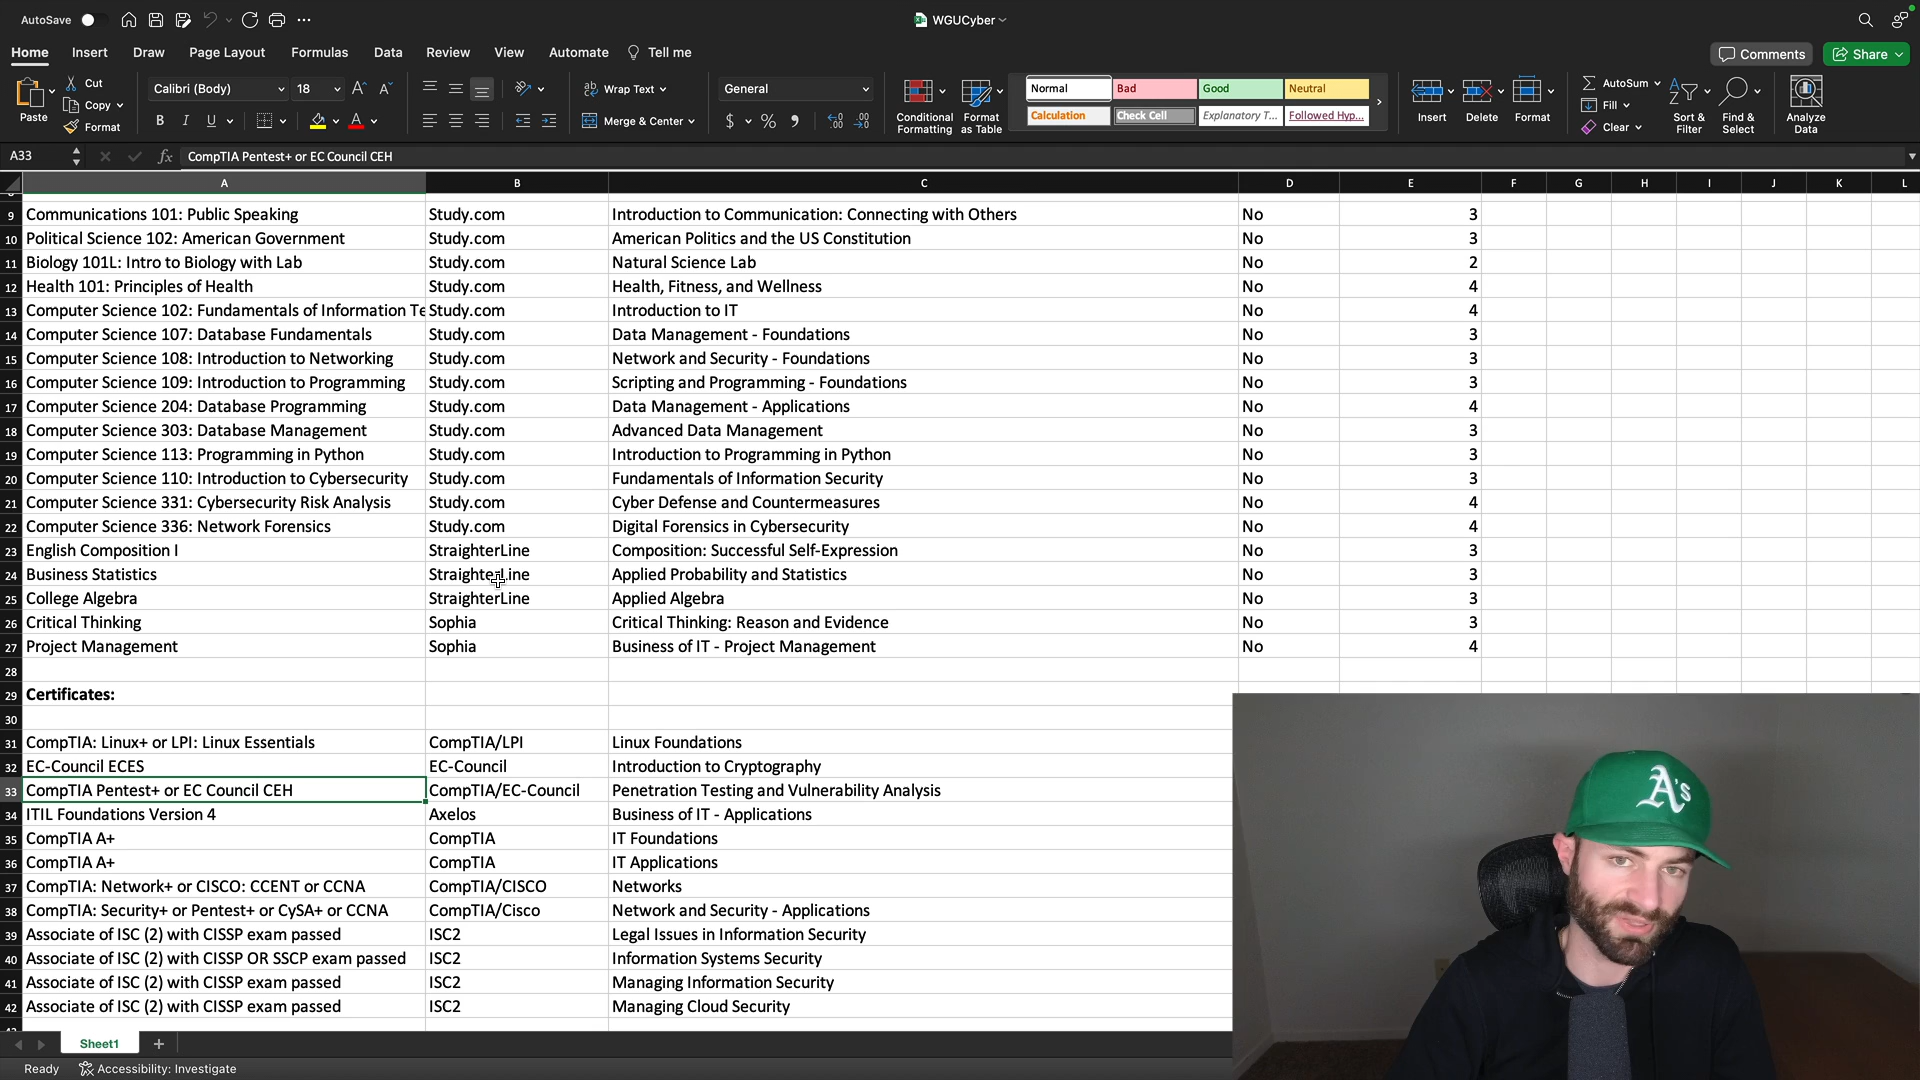 AutoSave
WGUCyber
Home Insert Draw Page Layout Formulas Data Review View Automate Tell me
Comments Share
Paste Cut Copy Format
Calibri (Body) 18
B I U
Wrap Text
Merge & Center
General
$ %
Conditional Formatting
Format as Table
Normal Bad Good Neutral
Calculation Check Cell Explanatory T... Followed Hyp...
Insert Delete Format
AutoSum
Fill
Clear
Sort & Filter
Find & Select
Analyze Data
A33 fx CompTIA Pentest+ or EC Council CEH
A B C D E F G H I J K L
9 Communications 101: Public Speaking Study.com Introduction to Communication: Connecting with Others No 3
10 Political Science 102: American Government Study.com American Politics and the US Constitution No 3
11 Biology 101L: Intro to Biology with Lab Study.com Natural Science Lab No 2
12 Health 101: Principles of Health Study.com Health, Fitness, and Wellness No 4
13 Computer Science 102: Fundamentals of Information Te Study.com Introduction to IT No 4
14 Computer Science 107: Database Fundamentals Study.com Data Management - Foundations No 3
15 Computer Science 108: Introduction to Networking Study.com Network and Security - Foundations No 3
16 Computer Science 109: Introduction to Programming Study.com Scripting and Programming - Foundations No 3
17 Computer Science 204: Database Programming Study.com Data Management - Applications No 4
18 Computer Science 303: Database Management Study.com Advanced Data Management No 3
19 Computer Science 113: Programming in Python Study.com Introduction to Programming in Python No 3
20 Computer Science 110: Introduction to Cybersecurity Study.com Fundamentals of Information Security No 3
21 Computer Science 331: Cybersecurity Risk Analysis Study.com Cyber Defense and Countermeasures No 4
22 Computer Science 336: Network Forensics Study.com Digital Forensics in Cybersecurity No 4
23 English Composition I StraighterLine Composition: Successful Self-Expression No 3
24 Business Statistics StraighterLine Applied Probability and Statistics No 3
25 College Algebra StraighterLine Applied Algebra No 3
26 Critical Thinking Sophia Critical Thinking: Reason and Evidence No 3
27 Project Management Sophia Business of IT - Project Management No 4
28
29 Certificates:
30
31 CompTIA: Linux+ or LPI: Linux Essentials CompTIA/LPI Linux Foundations
32 EC-Council ECES EC-Council Introduction to Cryptography
33 CompTIA Pentest+ or EC Council CEH CompTIA/EC-Council Penetration Testing and Vulnerability Analysis
34 ITIL Foundations Version 4 Axelos Business of IT - Applications
35 CompTIA A+ CompTIA IT Foundations
36 CompTIA A+ CompTIA IT Applications
37 CompTIA: Network+ or CISCO: CCENT or CCNA CompTIA/CISCO Networks
38 CompTIA: Security+ or Pentest+ or CySA+ or CCNA CompTIA/Cisco Network and Security - Applications
39 Associate of ISC (2) with CISSP exam passed ISC2 Legal Issues in Information Security
40 Associate of ISC (2) with CISSP OR SSCP exam passed ISC2 Information Systems Security
41 Associate of ISC (2) with CISSP exam passed ISC2 Managing Information Security
42 Associate of ISC (2) with CISSP exam passed ISC2 Managing Cloud Security
A's
Sheet1
Ready Accessibility: Investigate